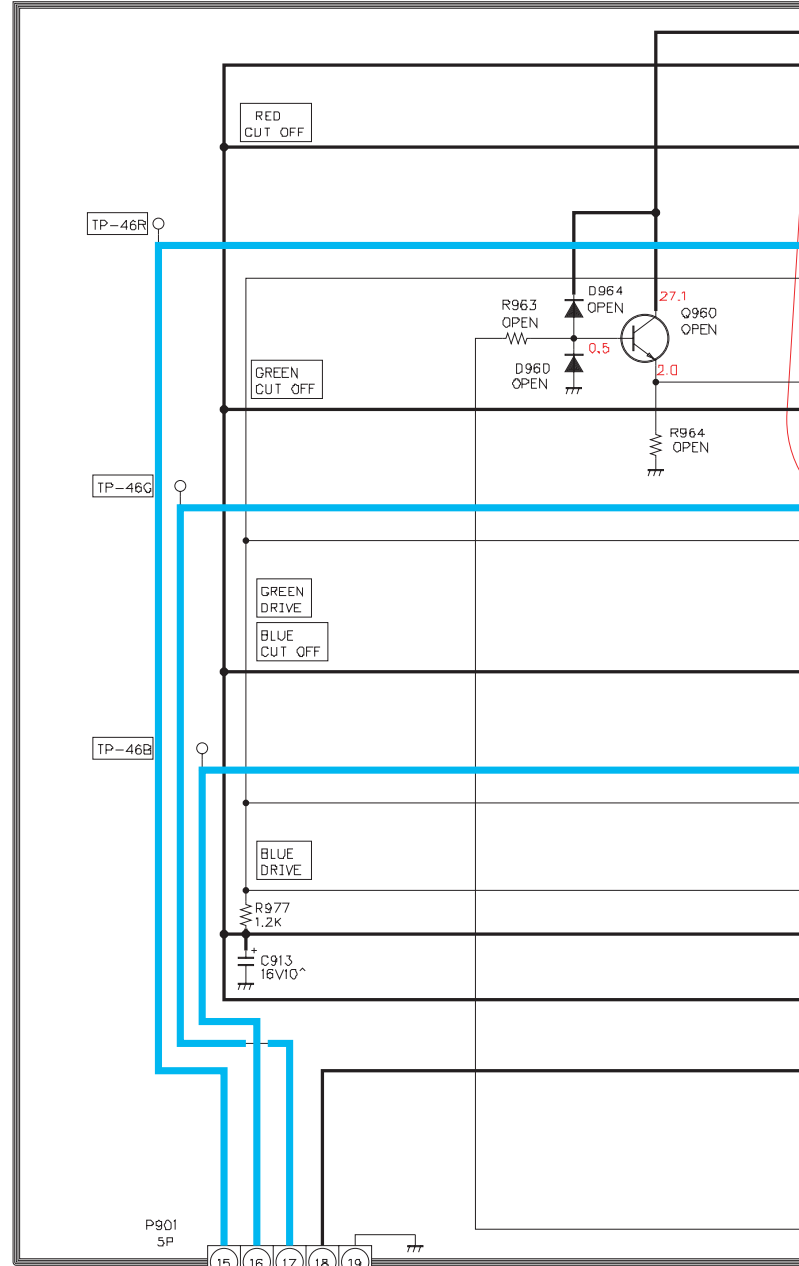 RED
CUT OFF
TP-46R
D964
OPEN
27.1
R963
OPEN
Q960
OPEN
0.5
D960
OPEN
2.0
GREEN
CUT OFF
R964
OPEN
TP-46G
GREEN
DRIVE
BLUE
CUT OFF
TP-46B
BLUE
DRIVE
R977
1.2K
+
C913
16V10^
P901
5P
15 16 17 18 19